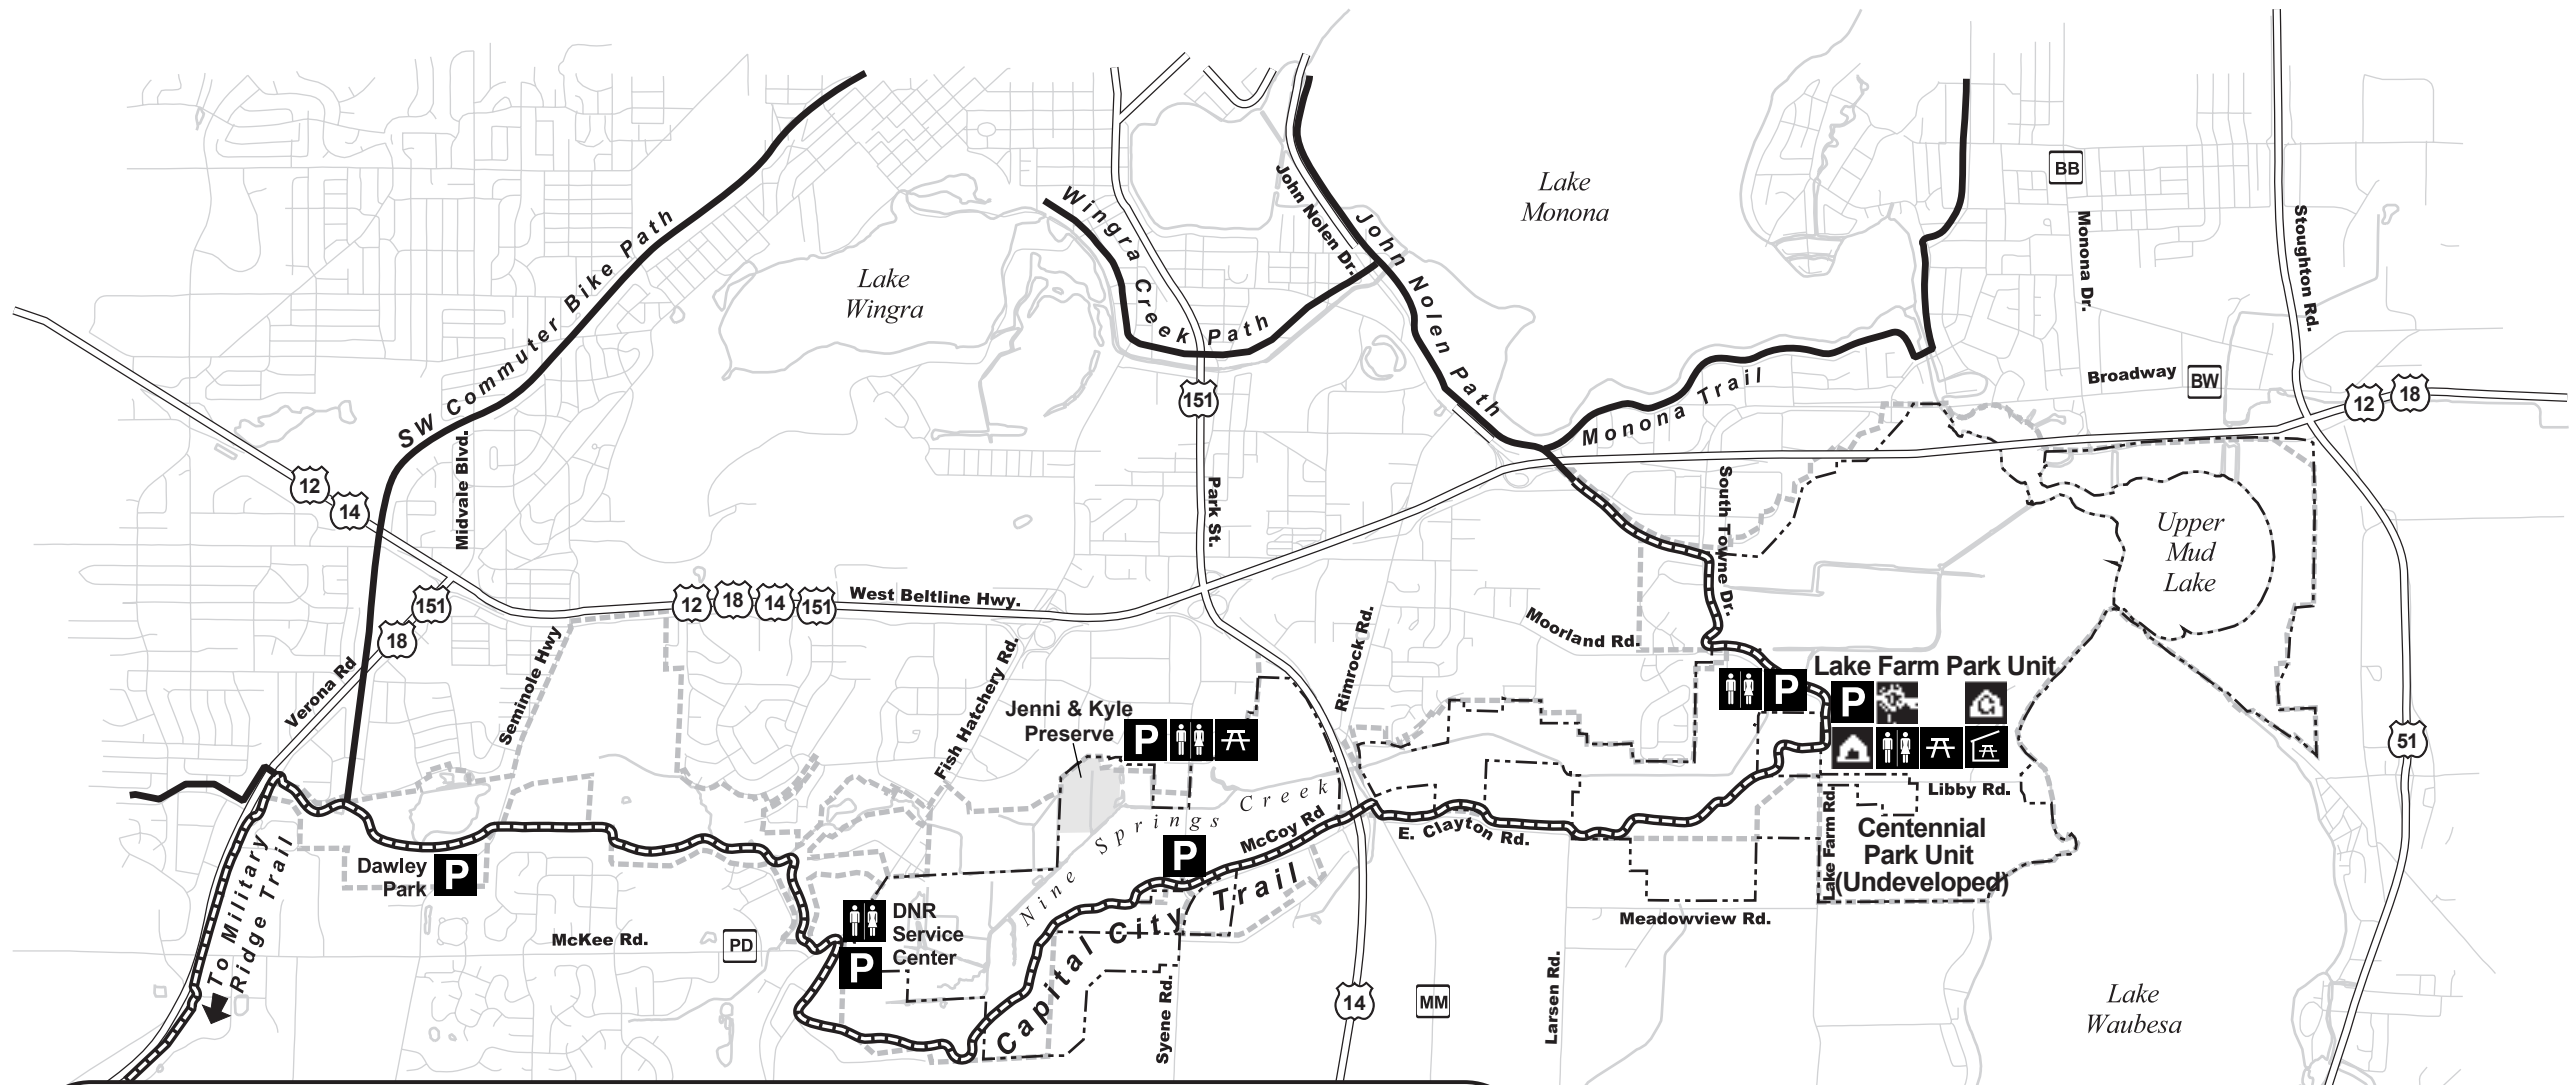 BB
Lake
Monona
Wingra Creek Path
John Nolen Dr.
John Nolen Path
Monona Dr.
Stoughton Rd.
SW Commuter Bike Path
Lake
Wingra
151
Monona Trail
Broadway
BW
12
18
Midvale Blvd.
12
14
Park St.
South Towne Dr.
Upper
Mud
Lake
151
18
12
18
14
151
West Beltline Hwy.
Moorland Rd.
Rimrock Rd.
Seminole Hwy
Fish Hatchery Rd.
Verona Rd
Lake Farm Park Unit
P
P
Jenni & Kyle
Preserve
P
51
Libby Rd.
Lake Farm Rd.
Nine Springs Creek
McCoy Rd
E. Clayton Rd.
Centennial
Park Unit
(Undeveloped)
Dawley
Park
P
P
To Military
Ridge Trail
Capital City Trail
DNR
Service
Center
P
McKee Rd.
PD
Meadowview Rd.
Syene Rd.
14
MM
Larsen Rd.
Lake
Waubesa